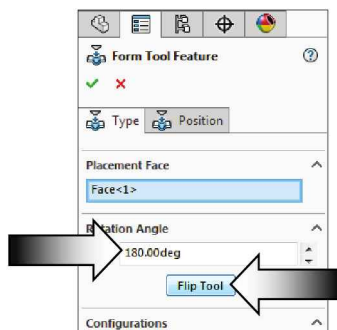 Form Tool Feature
Type Position
Placement Face
Face<1>
Rotation Angle
180.00deg
Flip Tool
Configurations